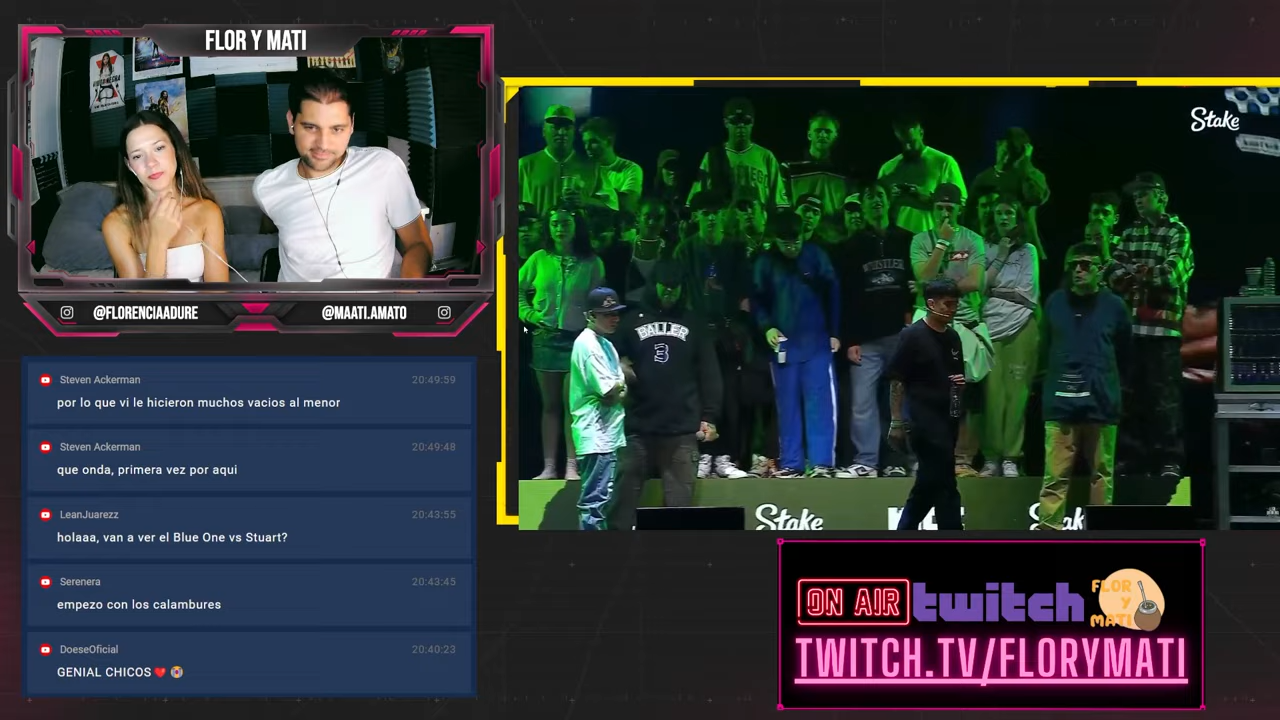 FLOR Y MATI
@FLORENCIAADURE
@MAATI.AMATO
Steven Ackerman
20:49:59
por lo que vi le hicieron muchos vacios al menor
Steven Ackerman
20:49:48
que onda, primera vez por aqui
LeanJuarezz
20:43:55
holaaa, van a ver el Blue One vs Stuart?
Serenera
20:43:45
empezo con los calambures
DoeseOficial
20:40:23
GENIAL CHICOS
Stake
BALLER
3
Stake
Stak
ON AIR
twitch
FLOR
Y
MATI
TWITCH.TV/FLORYMATI